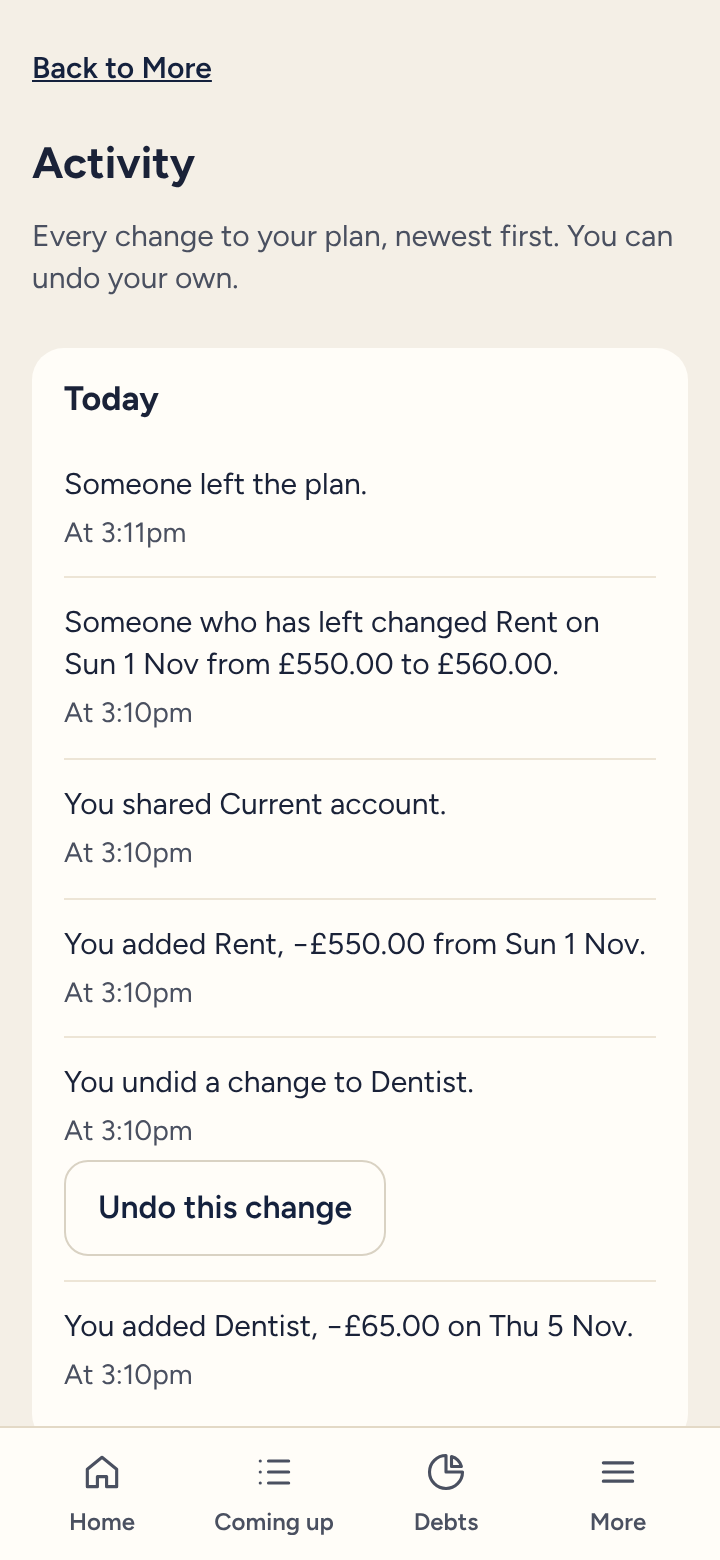 Back to More
Activity
Every change to your plan, newest first. You can
undo your own.
Today
Someone left the plan.
At 3:11pm
Someone who has left changed Rent on
Sun 1 Nov from £550.00 to £560.00.
At 3:10pm
You shared Current account.
At 3:10pm
You added Rent, −£550.00 from Sun 1 Nov.
At 3:10pm
You undid a change to Dentist.
At 3:10pm
Undo this change
You added Dentist, −£65.00 on Thu 5 Nov.
At 3:10pm
Home
Coming up
Debts
More